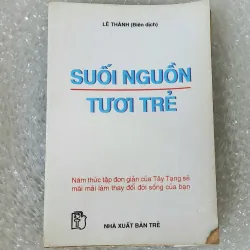 LÊ THÀNH (Biên dịch)
SUỐI NGUỒN
TƯƠI TRẺ
Năm thức tập đơn giản của Tây Tạng sẽ
mãi mãi làm thay đổi đời sống của bạn
NHÀ XUẤT BẢN TRẺ